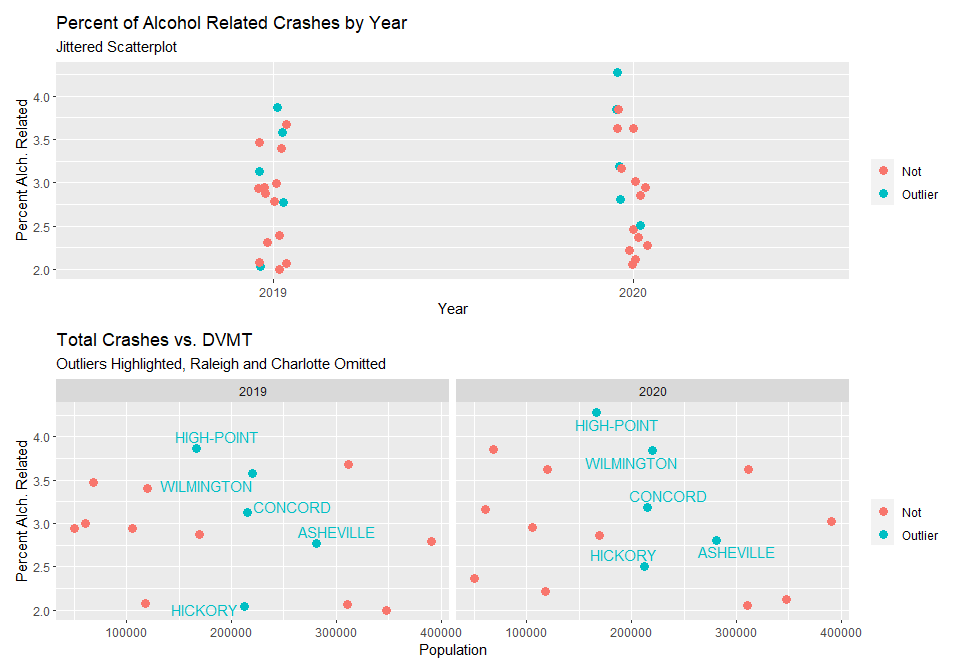 Percent of Alcohol Related Crashes by Year
Jittered Scatterplot
Percent Alch. Related
4.0
3.5
3.0
2.5
2.0
2019
2020
Year
Not
Outlier
Total Crashes vs. DVMT
Outliers Highlighted, Raleigh and Charlotte Omitted
2019
2020
Percent Alch. Related
4.0
3.5
3.0
2.5
2.0
HIGH-POINT
WILMINGTON
CONCORD
ASHEVILLE
HICKORY
HIGH-POINT
WILMINGTON
CONCORD
HICKORY
ASHEVILLE
100000
200000
300000
400000
100000
200000
300000
400000
Population
Not
Outlier